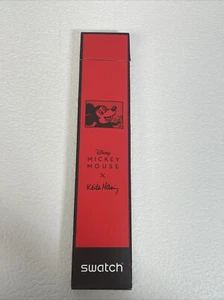 Disney
MICKEY
MOUSE
X
Keith Haring
swatch